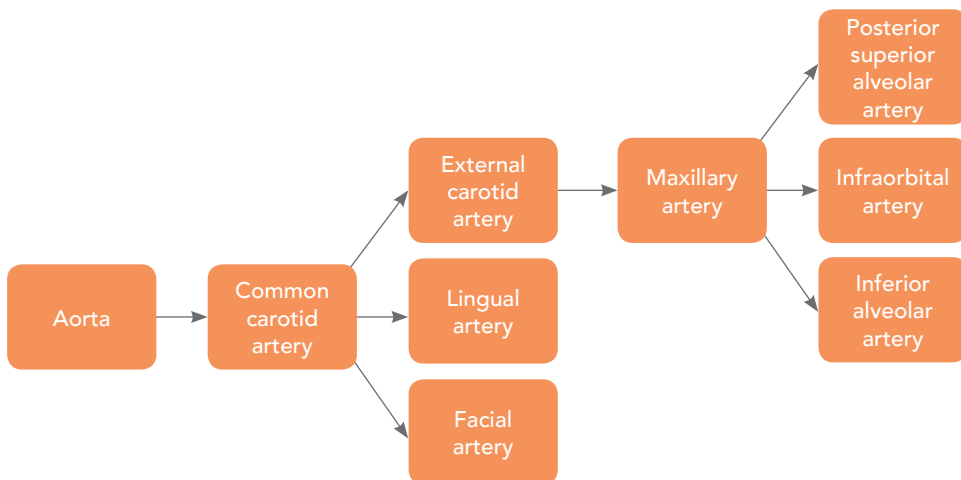 Aorta
Common
carotid
artery
External
carotid
artery
Lingual
artery
Facial
artery
Maxillary
artery
Posterior
superior
alveolar
artery
Infraorbital
artery
Inferior
alveolar
artery